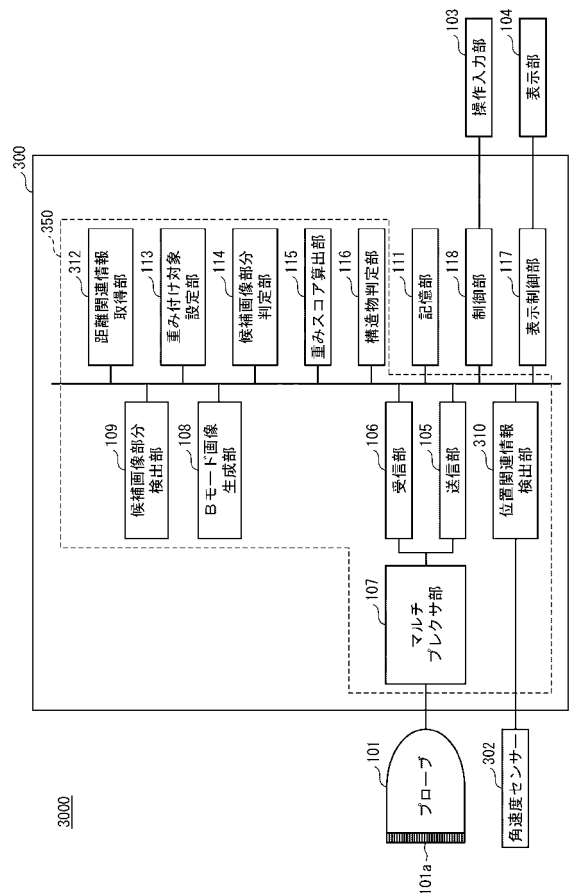 3000
300
350
312
距離関連情報
取得部
113
重み付け対象
設定部
114
候補画像部分
判定部
115
重みスコア算出部
116
構造物判定部
111
記憶部
118
制御部
117
表示制御部
103
操作入力部
104
表示部
109
候補画像部分
検出部
108
Bモード画像
生成部
106
受信部
105
送信部
310
位置関連情報
検出部
107
マルチ
プレクサ部
101
プローブ
101a
302
角速度センサー